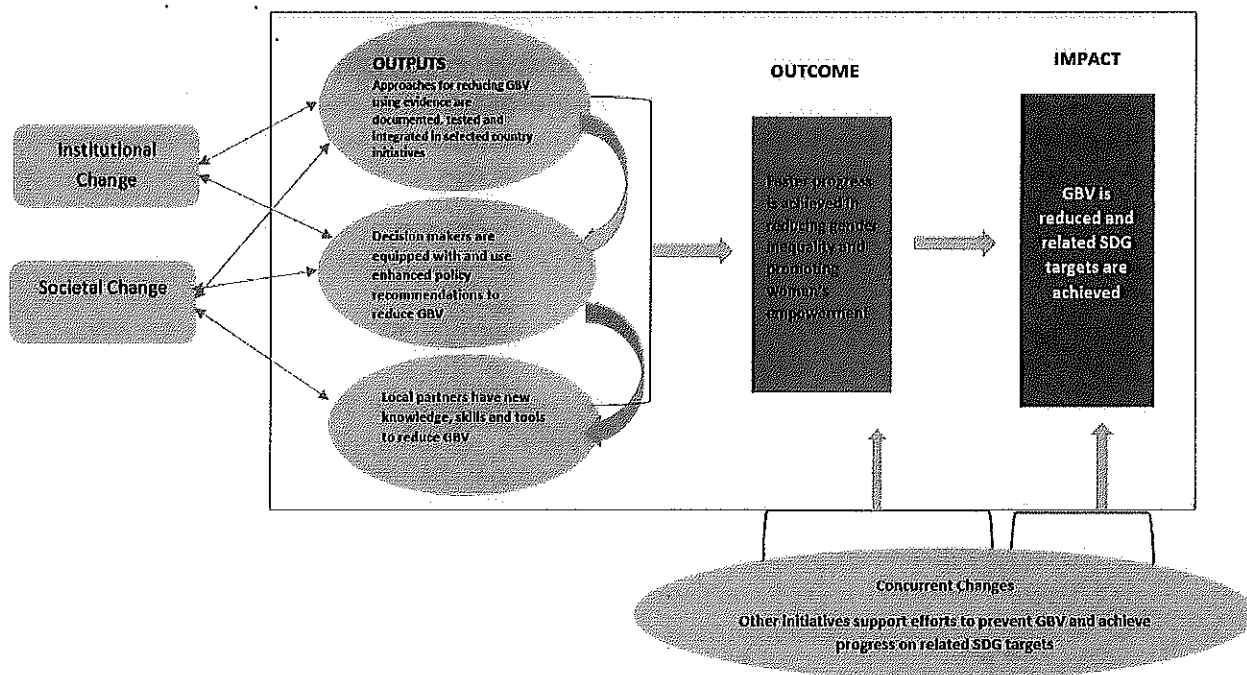 OUTPUTS
Approaches for reducing GBV
using evidence are
documented, tested and
integrated in selected country
initiatives
OUTCOME
IMPACT
Institutional
Change
Societal Change
Decision makers are
equipped with and use
enhanced policy
recommendations to
reduce GBV
Local partners have new
knowledge, skills and tools
to reduce GBV
Faster progress
is achieved in
reducing gender
inequality and
promoting
women's
empowerment
GBV is
reduced and
related SDG
targets are
achieved
Concurrent Changes
Other initiatives support efforts to prevent GBV and achieve
progress on related SDG targets